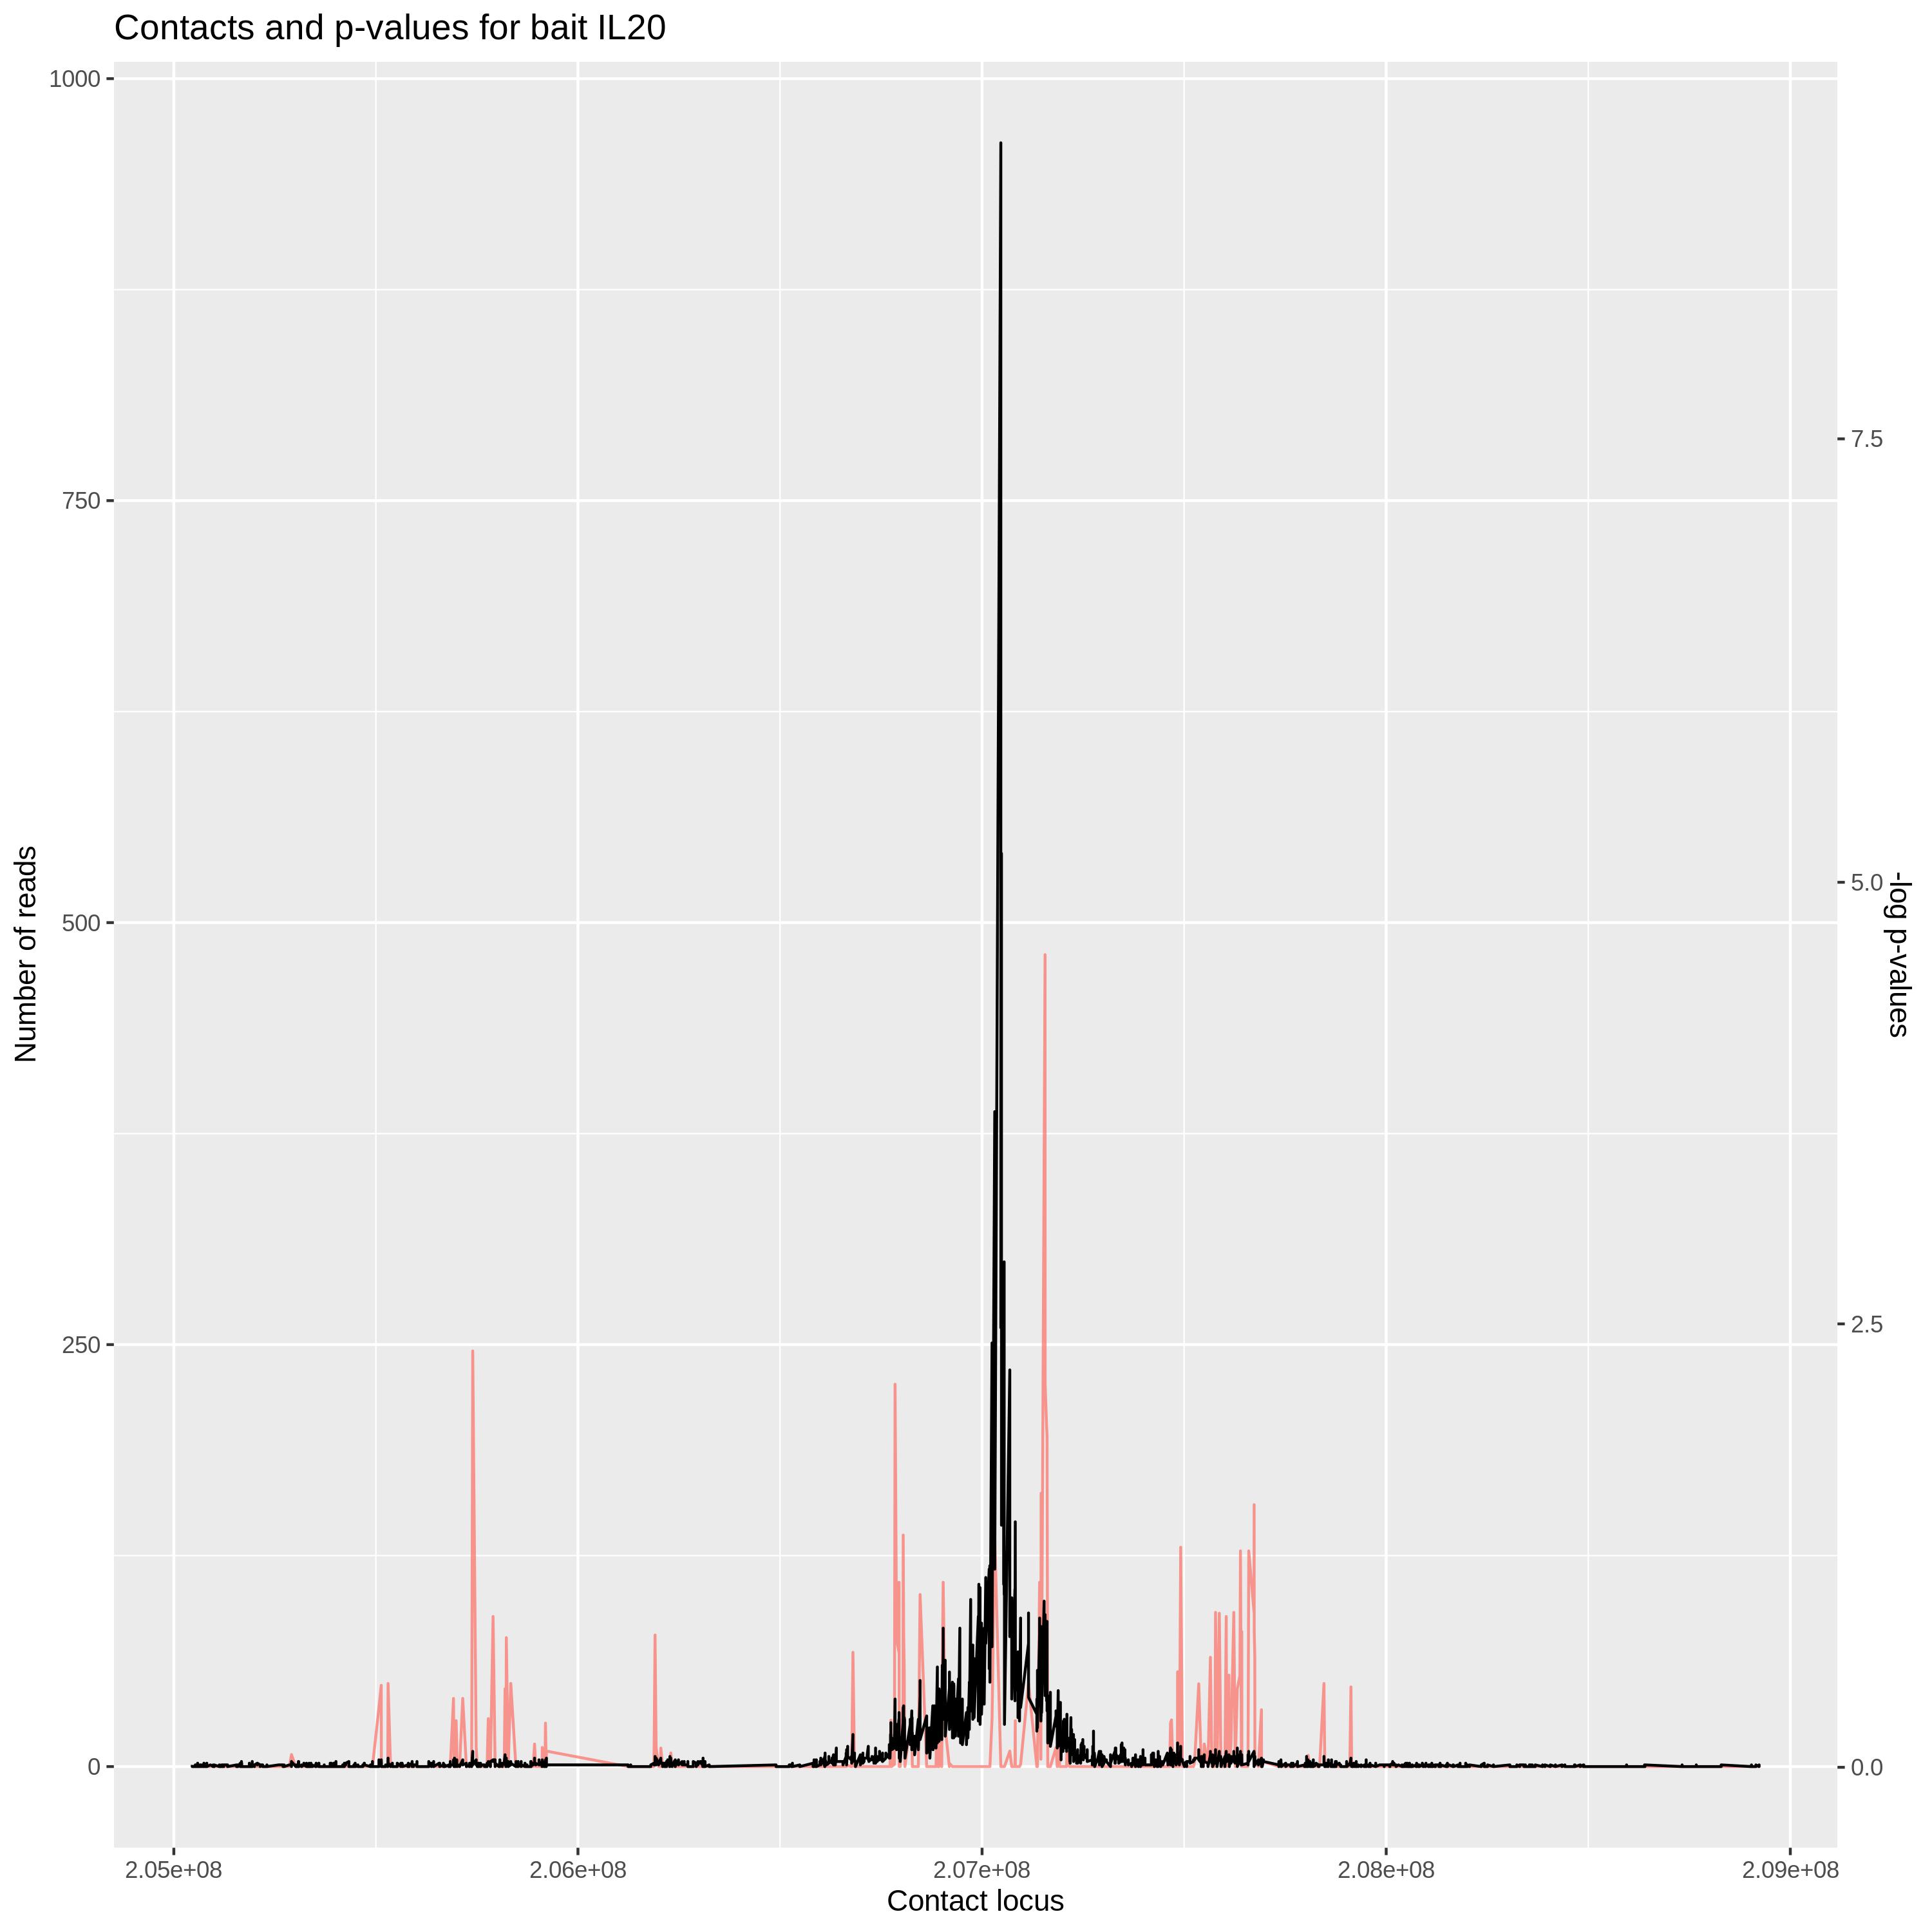 Contacts and p-values for bait IL20
1000
750
500
250
0
Number of reads
7.5
5.0
2.5
0.0
-log p-values
2.05e+08 2.06e+08 2.07e+08 2.08e+08 2.09e+08
Contact locus